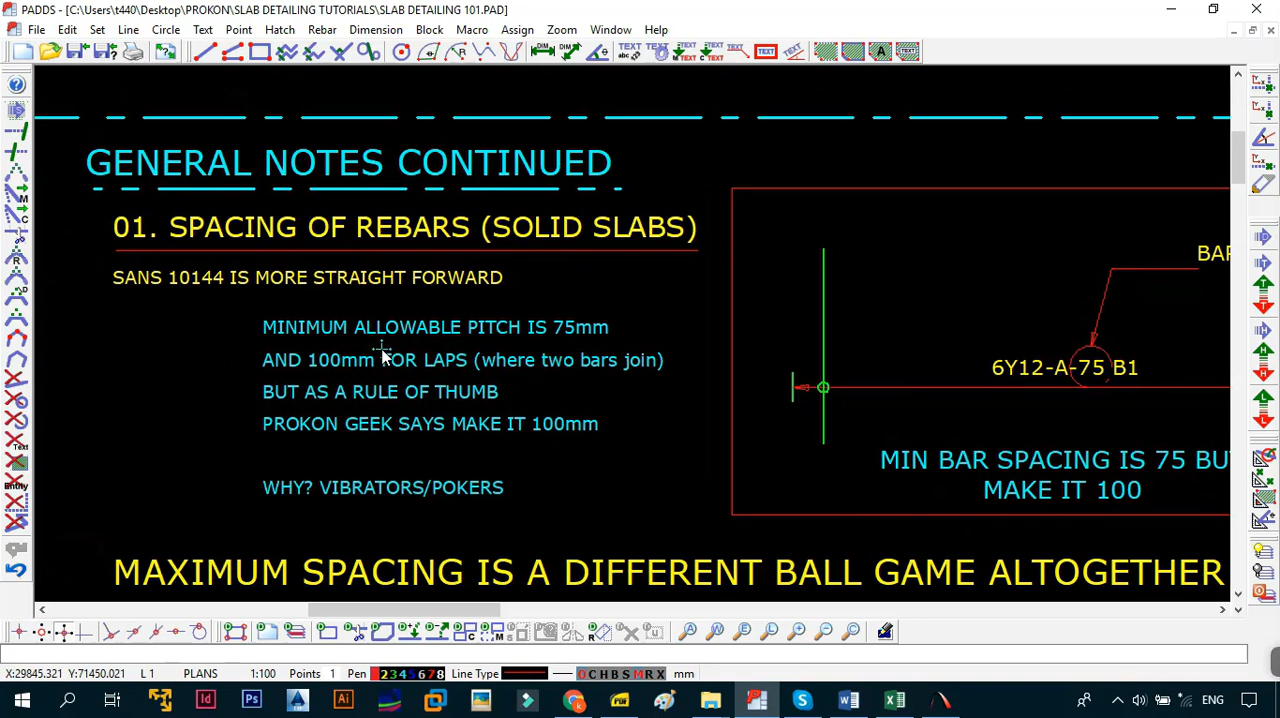 PADDS - [C:\Users\t440\Desktop\PROKON\SLAB DETAILING TUTORIALS\SLAB DETAILING 101.PAD]
File Edit Set Line Circle Text Point Hatch Rebar Dimension Block Macro Assign Zoom Window Help
GENERAL NOTES CONTINUED
01. SPACING OF REBARS (SOLID SLABS)
SANS 10144 IS MORE STRAIGHT FORWARD
MINIMUM ALLOWABLE PITCH IS 75mm
AND 100mm FOR LAPS (where two bars join)
BUT AS A RULE OF THUMB
PROKON GEEK SAYS MAKE IT 100mm
WHY? VIBRATORS/POKERS
BAR
6Y12-A-75 B1
MIN BAR SPACING IS 75 BU
MAKE IT 100
MAXIMUM SPACING IS A DIFFERENT BALL GAME ALTOGETHER
X:29845.321 Y:71450.021 L 1 PLANS 1:100 Points 1 Pen 1 2 3 4 5 6 7 8 Line Type O C H B S M R X mm
ENG